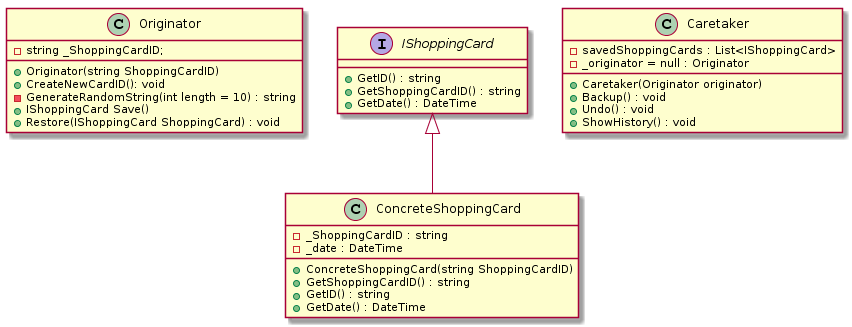 C Originator
string _ShoppingCardID;
Originator(string ShoppingCardID)
CreateNewCardID(): void
GenerateRandomString(int length = 10) : string
IShoppingCard Save()
Restore(IShoppingCard ShoppingCard) : void
I IShoppingCard
GetID() : string
GetShoppingCardID() : string
GetDate() : DateTime
C Caretaker
savedShoppingCards : List<IShoppingCard>
_originator = null : Originator
Caretaker(Originator originator)
Backup() : void
Undo() : void
ShowHistory() : void
C ConcreteShoppingCard
_ShoppingCardID : string
_date : DateTime
ConcreteShoppingCard(string ShoppingCardID)
GetShoppingCardID() : string
GetID() : string
GetDate() : DateTime